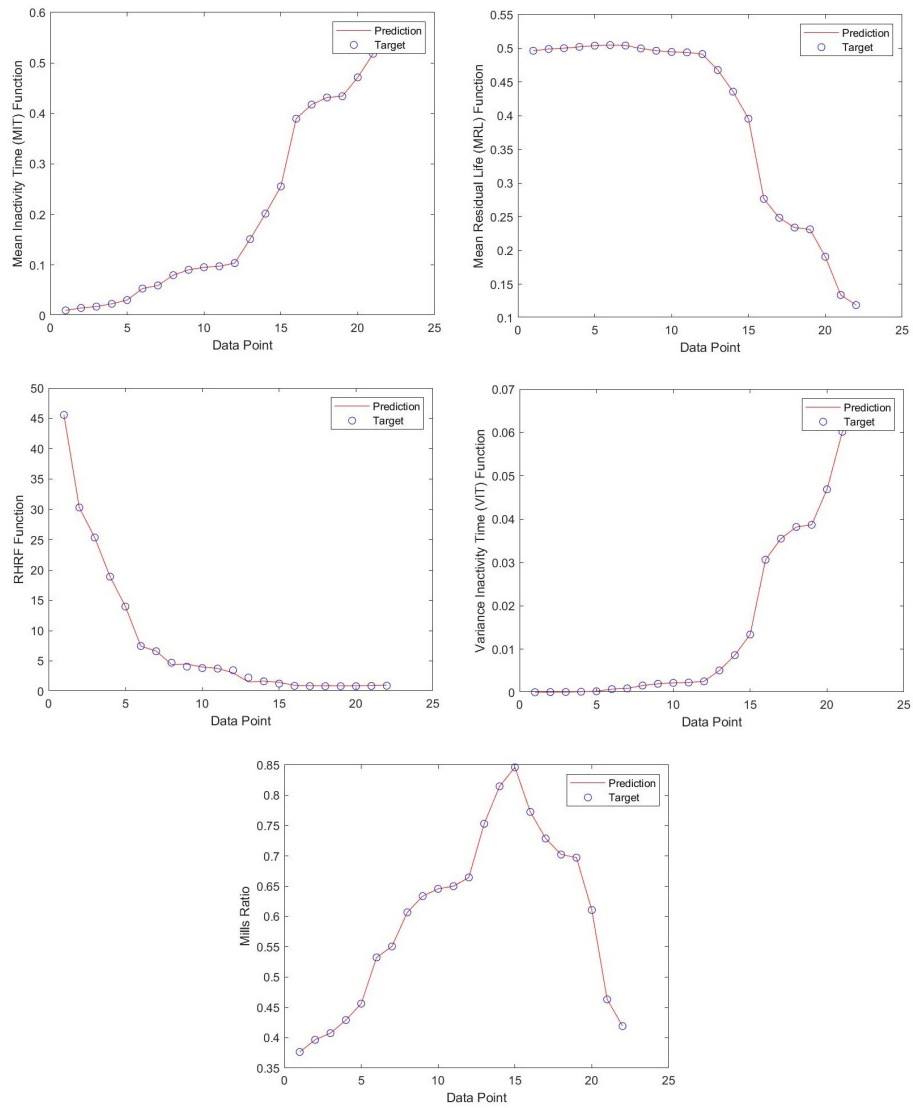 Mean Inactivity Time (MIT) Function
0.6
0.5
0.4
0.3
0.2
0.1
0
0 5 10 15 20 25
Data Point
Prediction
Target
Mean Residual Life (MRL) Function
0.55
0.5
0.45
0.4
0.35
0.3
0.25
0.2
0.15
0.1
0 5 10 15 20 25
Data Point
Prediction
Target
RHRF Function
50
45
40
35
30
25
20
15
10
5
0
0 5 10 15 20 25
Data Point
Prediction
Target
Variance Inactivity Time (VIT) Function
0.07
0.06
0.05
0.04
0.03
0.02
0.01
0
0 5 10 15 20 25
Data Point
Prediction
Target
Mills Ratio
0.85
0.8
0.75
0.7
0.65
0.6
0.55
0.5
0.45
0.4
0.35
0 5 10 15 20 25
Data Point
Prediction
Target